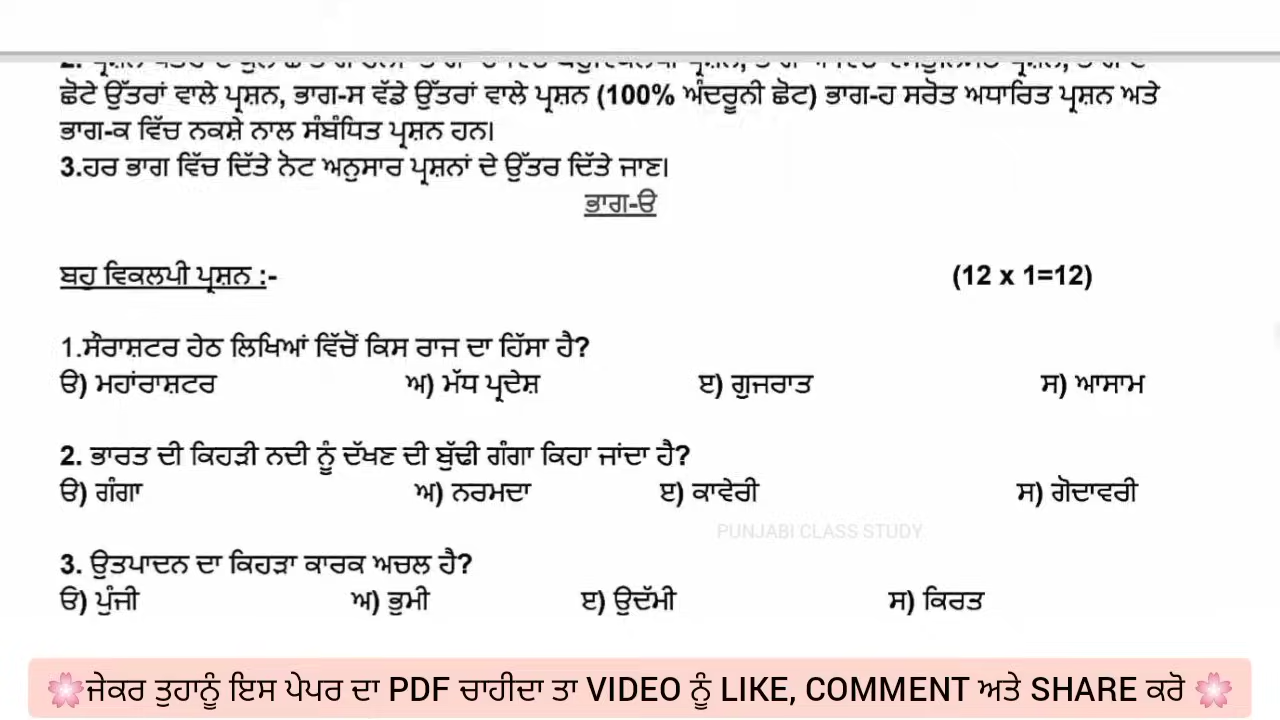 ਛੋਟੇ ਉੱਤਰਾਂ ਵਾਲੇ ਪ੍ਰਸ਼ਨ, ਭਾਗ-ਸ ਵੱਡੇ ਉੱਤਰਾਂ ਵਾਲੇ ਪ੍ਰਸ਼ਨ (100% ਅੰਦਰੂਨੀ ਛੋਟ) ਭਾਗ-ਹ ਸਰੋਤ ਅਧਾਰਿਤ ਪ੍ਰਸ਼ਨ ਅਤੇ
ਭਾਗ-ਕ ਵਿੱਚ ਨਕਸ਼ੇ ਨਾਲ ਸੰਬੰਧਿਤ ਪ੍ਰਸ਼ਨ ਹਨ।
3.ਹਰ ਭਾਗ ਵਿੱਚ ਦਿੱਤੇ ਨੋਟ ਅਨੁਸਾਰ ਪ੍ਰਸ਼ਨਾਂ ਦੇ ਉੱਤਰ ਦਿੱਤੇ ਜਾਣ।
ਭਾਗ-ੳ
ਬਹੁ ਵਿਕਲਪੀ ਪ੍ਰਸ਼ਨ :- (12 x 1=12)
1.ਸੌਰਾਸ਼ਟਰ ਹੇਠ ਲਿਖਿਆਂ ਵਿੱਚੋਂ ਕਿਸ ਰਾਜ ਦਾ ਹਿੱਸਾ ਹੈ?
ੳ) ਮਹਾਂਰਾਸ਼ਟਰ ਅ) ਮੱਧ ਪ੍ਰਦੇਸ਼ ੲ) ਗੁਜਰਾਤ ਸ) ਆਸਾਮ
2. ਭਾਰਤ ਦੀ ਕਿਹੜੀ ਨਦੀ ਨੂੰ ਦੱਖਣ ਦੀ ਬੁੱਢੀ ਗੰਗਾ ਕਿਹਾ ਜਾਂਦਾ ਹੈ?
ੳ) ਗੰਗਾ ਅ) ਨਰਮਦਾ ੲ) ਕਾਵੇਰੀ ਸ) ਗੋਦਾਵਰੀ
PUNJABI CLASS STUDY
3. ਉਤਪਾਦਨ ਦਾ ਕਿਹੜਾ ਕਾਰਕ ਅਚਲ ਹੈ?
ਓ) ਪੂੰਜੀ ਅ) ਭੂਮੀ ੲ) ਉਦੱਮੀ ਸ) ਕਿਰਤ
🌸ਜੇਕਰ ਤੁਹਾਨੂੰ ਇਸ ਪੇਪਰ ਦਾ PDF ਚਾਹੀਦਾ ਤਾ VIDEO ਨੂੰ LIKE, COMMENT ਅਤੇ SHARE ਕਰੋ 🌸